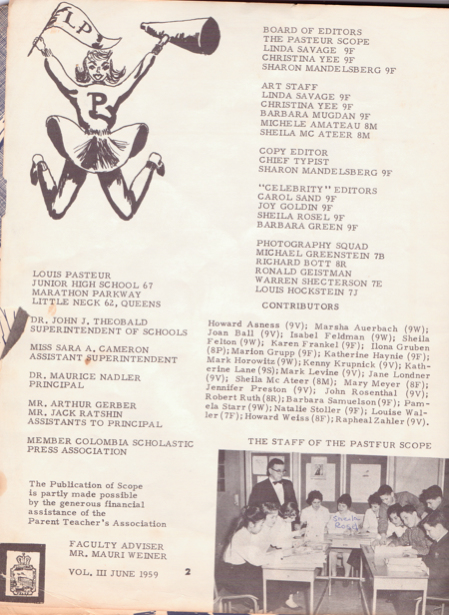 LPJ
P
BOARD OF EDITORS
THE PASTEUR SCOPE
LINDA SAVAGE 9F
CHRISTINA YEE 9F
SHARON MANDELSBERG 9F
ART STAFF
LINDA SAVAGE 9F
CHRISTINA YEE 9F
BARBARA MUGDAN 9F
MICHELE AMATEAU 8M
SHEILA MC ATEER 8M
COPY EDITOR
CHIEF TYPIST
SHARON MANDELSBERG 9F
"CELEBRITY" EDITORS
CAROL SAND 9F
JOY GOLDIN 9F
SHEILA ROSEL 9F
BARBARA GREEN 9F
PHOTOGRAPHY SQUAD
MICHAEL GREENSTEIN 7B
RICHARD BOTT 8R
RONALD GEISTMAN
WARREN SHECTERSON 7E
LOUIS HOCKSTEIN 7J
CONTRIBUTORS
Howard Aaness (9V); Marsha Auerbach (9W);
Joan Ball (9V); Isabel Feldman (9W); Sheila
Felton (9W); Karen Frankel (9F); Ilona Gruben
(8P); Marion Grupp (9F); Katherine Haynie (9F);
Mark Horowitz (9W); Kenny Krupnick (9V); Kath-
erine Lane (9S); Mark Levine (9V); Jane Londner
(9V); Sheila Mc Ateer (8M); Mary Meyer (8F);
Jennifer Preston (9V); John Rosenthal (9V);
Robert Ruth (8R); Barbara Samuelson (9F); Pam-
ela Starr (9W); Natalie Stoller (9F); Louise Wal-
ler (7F); Howard Weiss (8F); Rapheal Zahler (9V).
THE STAFF OF THE PASTEUR SCOPE
LOUIS PASTEUR
JUNIOR HIGH SCHOOL 67
MARATHON PARKWAY
LITTLE NECK 62, QUEENS
DR. JOHN J. THEOBALD
SUPERINTENDENT OF SCHOOLS
MISS SARA A. CAMERON
ASSISTANT SUPERINTENDENT
DR. MAURICE NADLER
PRINCIPAL
MR. ARTHUR GERBER
MR. JACK RATSHIN
ASSISTANTS TO PRINCIPAL
MEMBER COLOMBIA SCHOLASTIC
PRESS ASSOCIATION
The Publication of Scope
is partly made possible
by the generous financial
assistance of the
Parent Teacher's Association
FACULTY ADVISER
MR. MAURI WEINER
VOL. III JUNE 1959 2